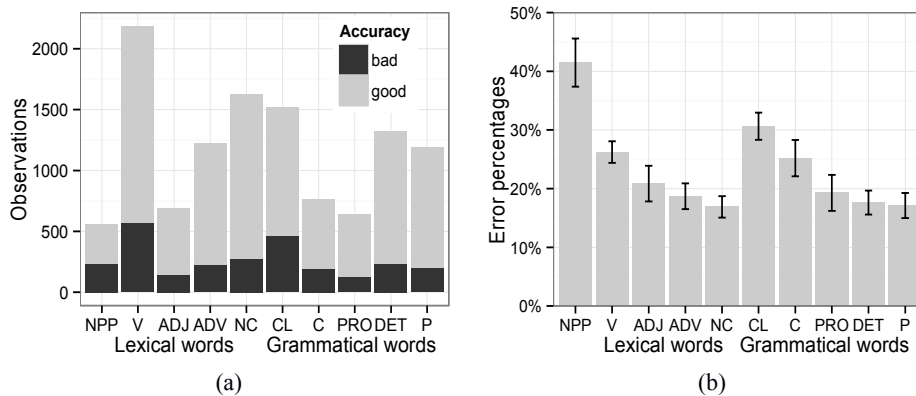 Accuracy
bad
good
Observations
2000
1500
1000
500
0
NPP V ADJ ADV NC CL C PRO DET P
Lexical words Grammatical words
(a)
Error percentages
50%
40%
30%
20%
10%
0%
NPP V ADJ ADV NC CL C PRO DET P
Lexical words Grammatical words
(b)